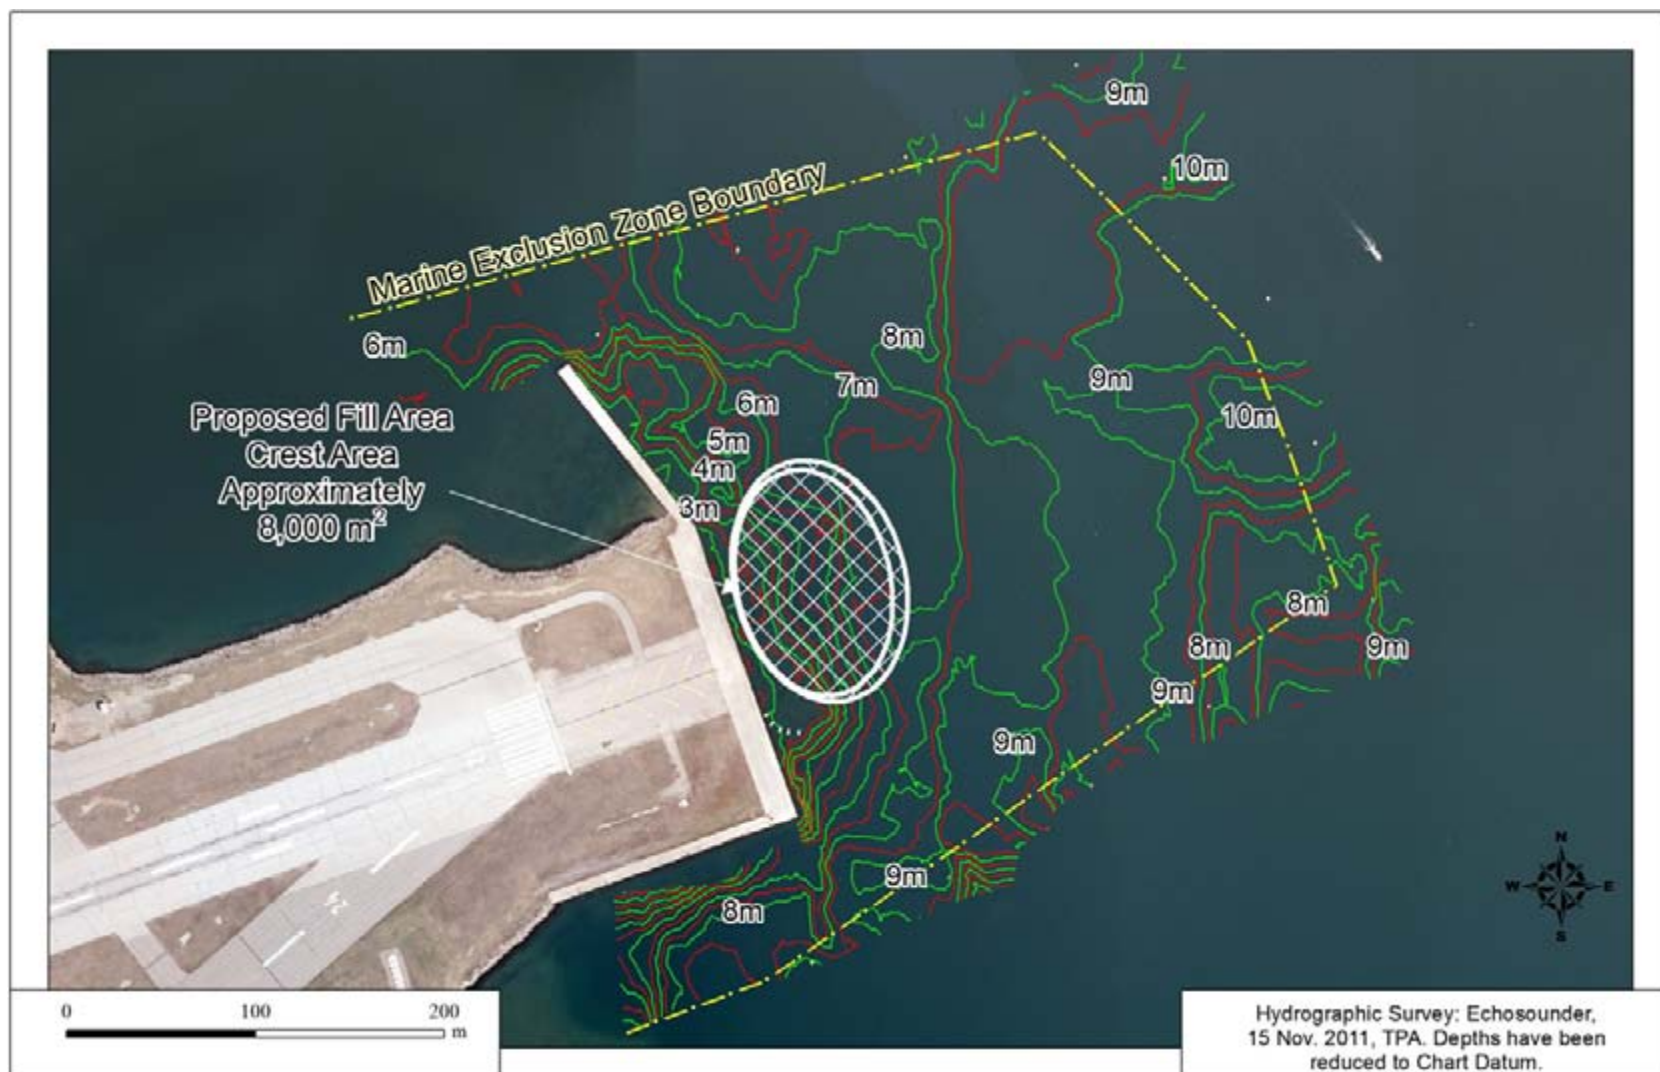 Marine Exclusion Zone Boundary
9m
10m
6m
8m
7m
9m
6m
10m
5m
4m
3m
Proposed Fill Area
Crest Area
Approximately
8,000 m²
8m
8m
9m
9m
9m
9m
8m
N
W E
S
0 100 200
m
Hydrographic Survey: Echosounder,
15 Nov. 2011, TPA. Depths have been
reduced to Chart Datum.